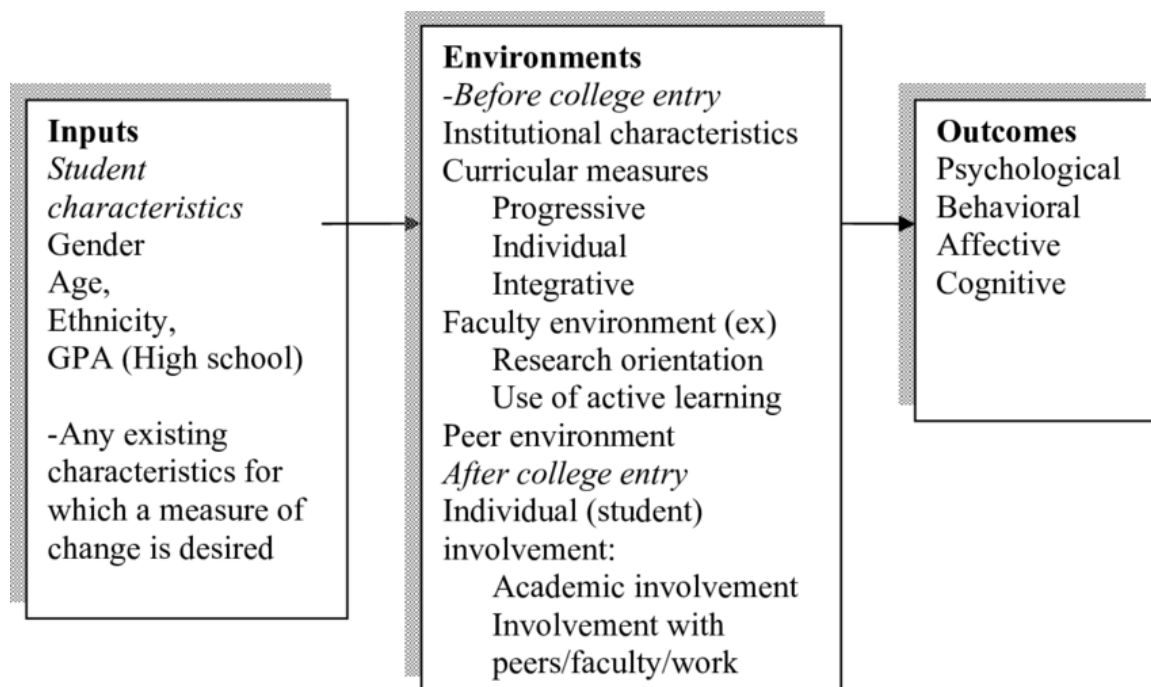 Inputs
Student
characteristics
Gender
Age,
Ethnicity,
GPA (High school)
-Any existing
characteristics for
which a measure of
change is desired
Environments
-Before college entry
Institutional characteristics
Curricular measures
Progressive
Individual
Integrative
Faculty environment (ex)
Research orientation
Use of active learning
Peer environment
After college entry
Individual (student)
involvement:
Academic involvement
Involvement with
peers/faculty/work
Outcomes
Psychological
Behavioral
Affective
Cognitive